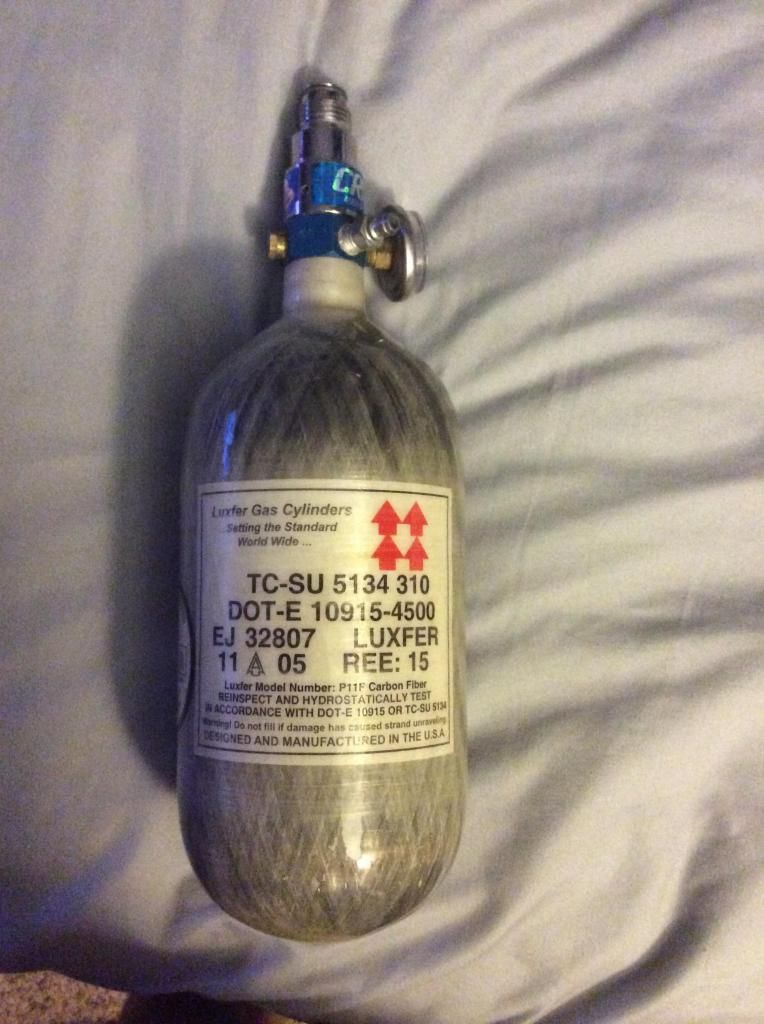 CR
Luxfer Gas Cylinders
Setting the Standard
World Wide ...
TC-SU 5134 310
DOT-E 10915-4500
EJ 32807 LUXFER
11 05 REE: 15
Luxfer Model Number: P11F Carbon Fiber
REINSPECT AND HYDROSTATICALLY TEST
IN ACCORDANCE WITH DOT-E 10915 OR TC-SU 5134
Warning! Do not fill if damage has caused strand unraveling.
DESIGNED AND MANUFACTURED IN THE U.S.A.